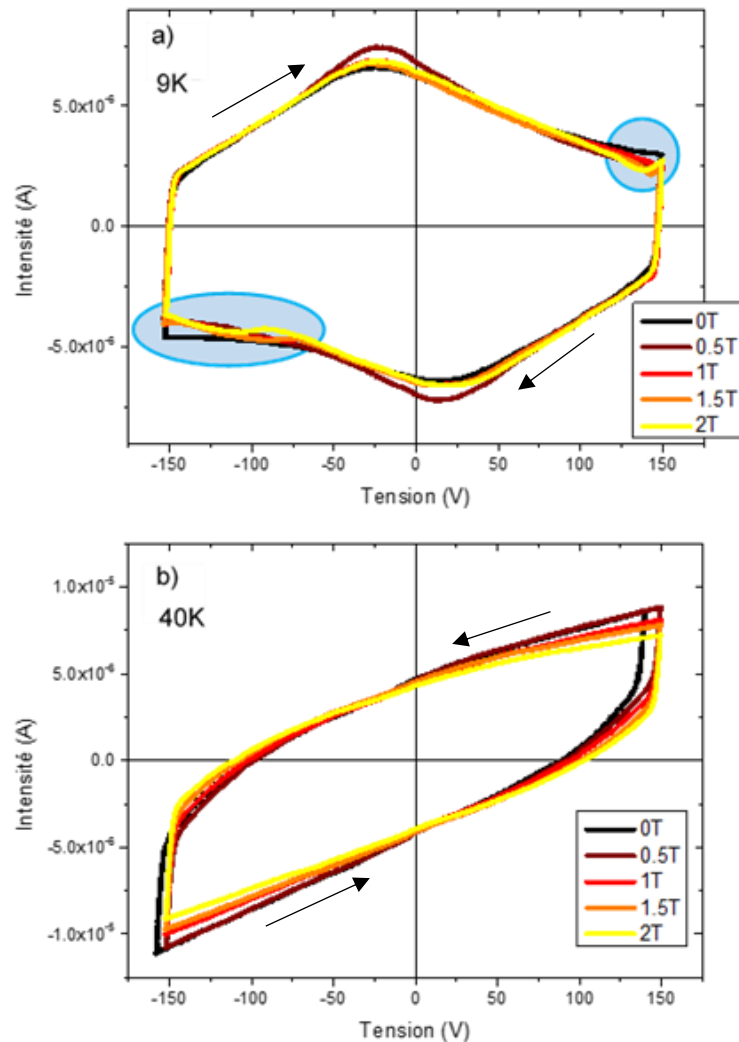 a)
9K
5.0x10⁻⁶
0.0
-5.0x10⁻⁶
Intensité (A)
-150 -100 -50 0 50 100 150
Tension (V)
0T
0.5T
1T
1.5T
2T
b)
40K
1.0x10⁻⁵
5.0x10⁻⁶
0.0
-5.0x10⁻⁶
-1.0x10⁻⁵
Intensité (A)
-150 -100 -50 0 50 100 150
Tension (V)
0T
0.5T
1T
1.5T
2T